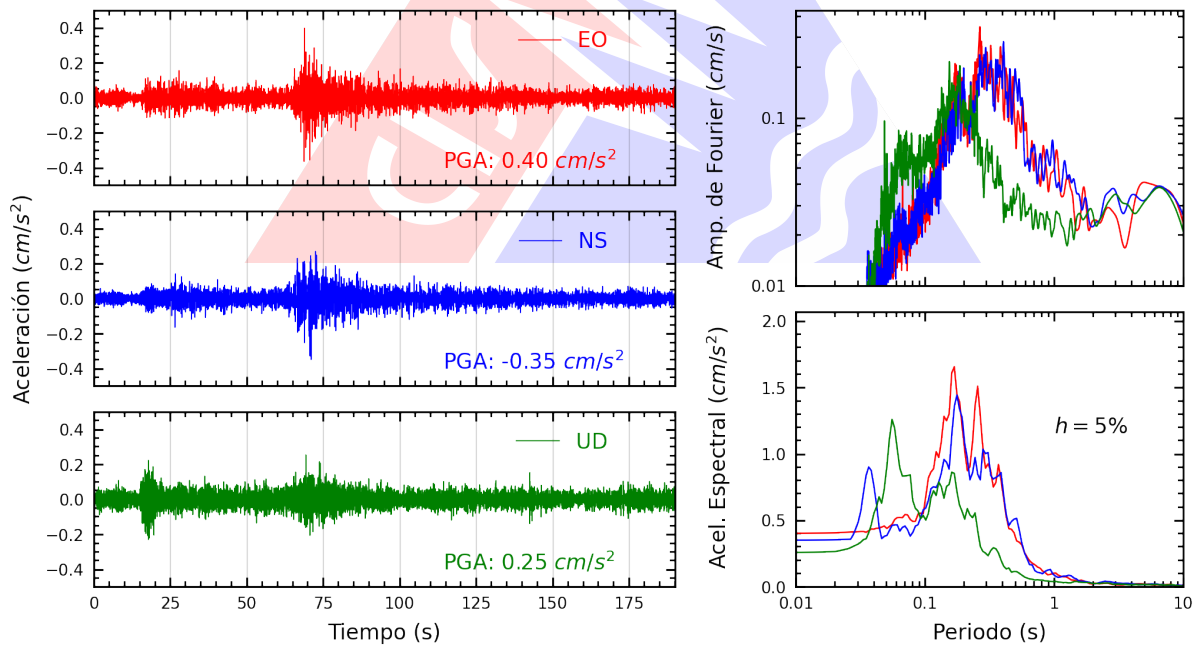 Aceleración (cm/s²)
0.4
0.2
0.0
−0.2
−0.4
EO
PGA: 0.40 cm/s²
0.4
0.2
0.0
−0.2
−0.4
NS
PGA: -0.35 cm/s²
0.4
0.2
0.0
−0.2
−0.4
UD
PGA: 0.25 cm/s²
0 25 50 75 100 125 150 175
Tiempo (s)
Amp. de Fourier (cm/s)
0.1
0.01
Acel. Espectral (cm/s²)
2.0
1.5
1.0
0.5
0.0
h = 5%
0.01 0.1 1 10
Periodo (s)